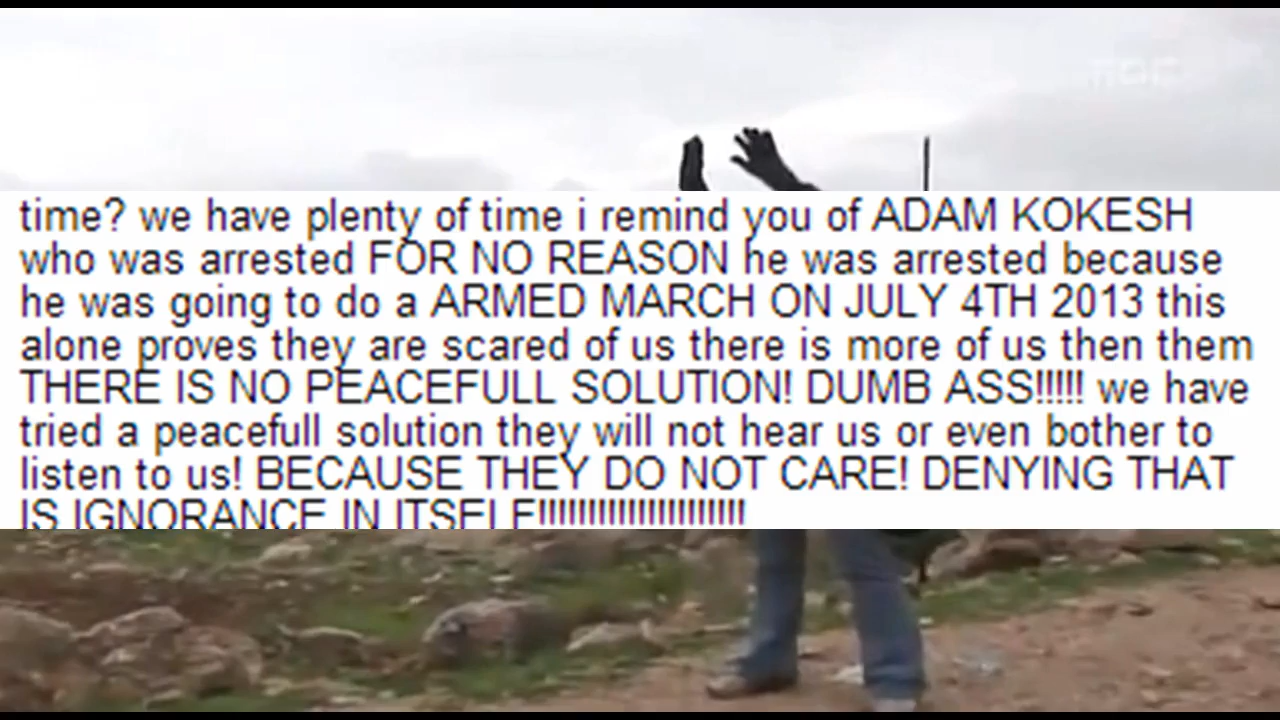 time? we have plenty of time i remind you of ADAM KOKESH
who was arrested FOR NO REASON he was arrested because
he was going to do a ARMED MARCH ON JULY 4TH 2013 this
alone proves they are scared of us there is more of us then them
THERE IS NO PEACEFULL SOLUTION! DUMB ASS!!!!! we have
tried a peacefull solution they will not hear us or even bother to
listen to us! BECAUSE THEY DO NOT CARE! DENYING THAT
IS IGNORANCE IN ITSELF!!!!!!!!!!!!!!!!!!!!!